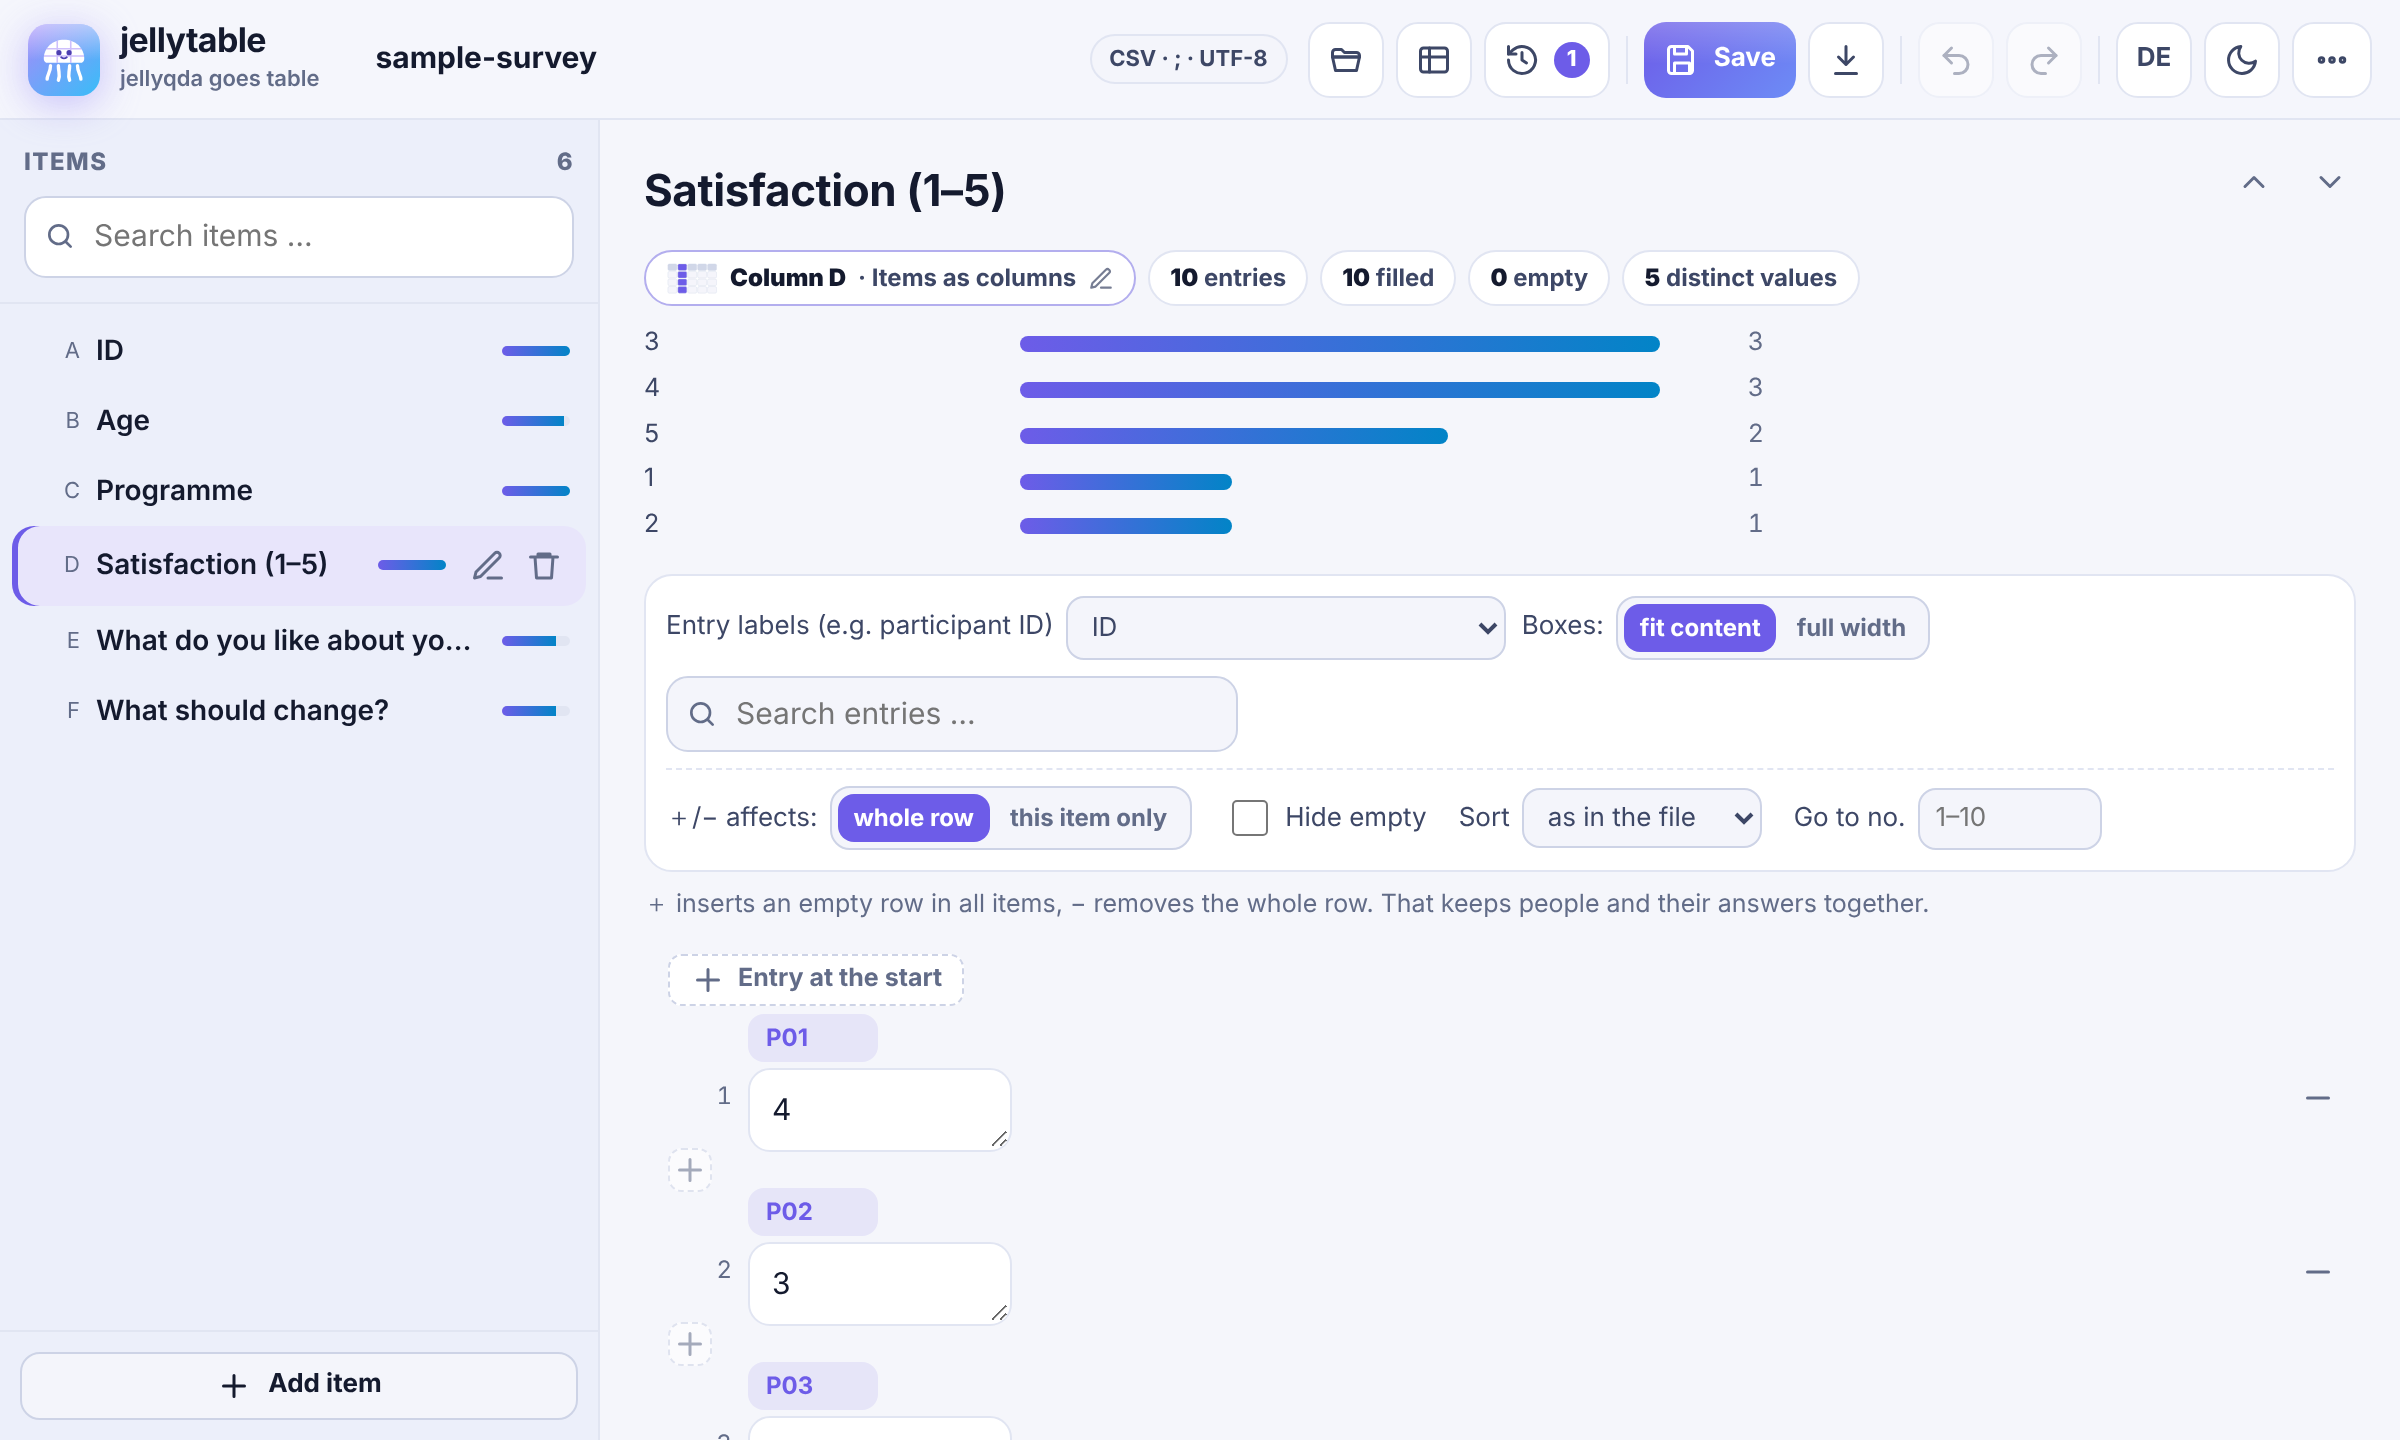 jellytable
jellyqda goes table
sample-survey
CSV · ; · UTF-8
1
Save
DE
ITEMS
6
Search items ...
A ID
B Age
C Programme
D Satisfaction (1–5)
E What do you like about yo...
F What should change?
+ Add item
Satisfaction (1–5)
Column D · Items as columns
10 entries
10 filled
0 empty
5 distinct values
3 3
4 3
5 2
1 1
2 1
Entry labels (e.g. participant ID) ID Boxes: fit content full width
Search entries ...
+/− affects: whole row this item only Hide empty Sort as in the file Go to no. 1–10
+ inserts an empty row in all items, − removes the whole row. That keeps people and their answers together.
+ Entry at the start
P01
1 4
P02
2 3
P03